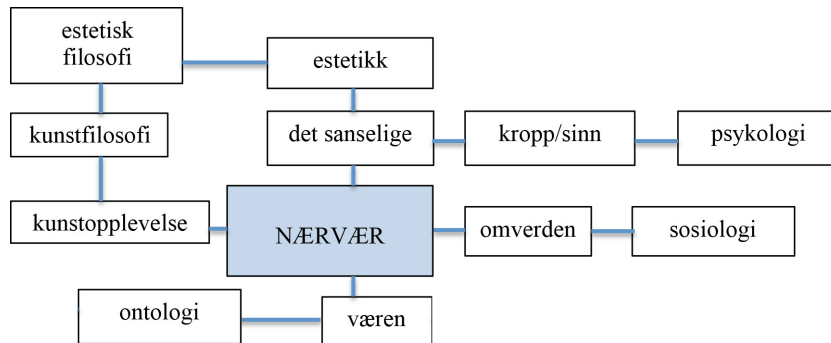 estetisk
filosofi
estetikk
kunstfilosofi
det sanselige
kropp/sinn
psykologi
kunstopplevelse
NÆRVÆR
omverden
sosiologi
ontologi
væren